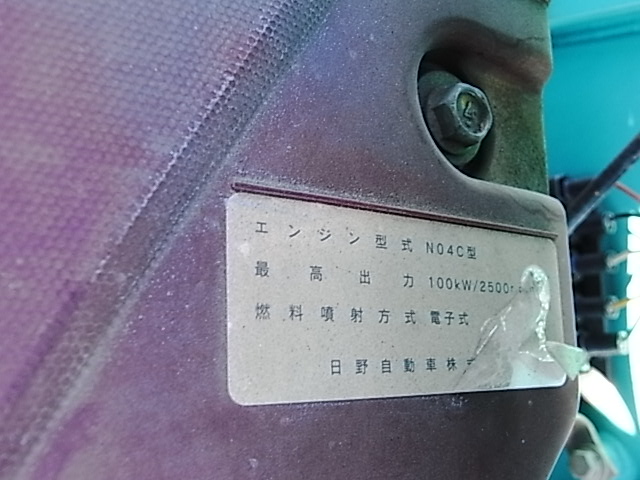 エンジン型式 N04C型
最高出力 100kW/2500r
燃料噴射方式 電子式
日野自動車株